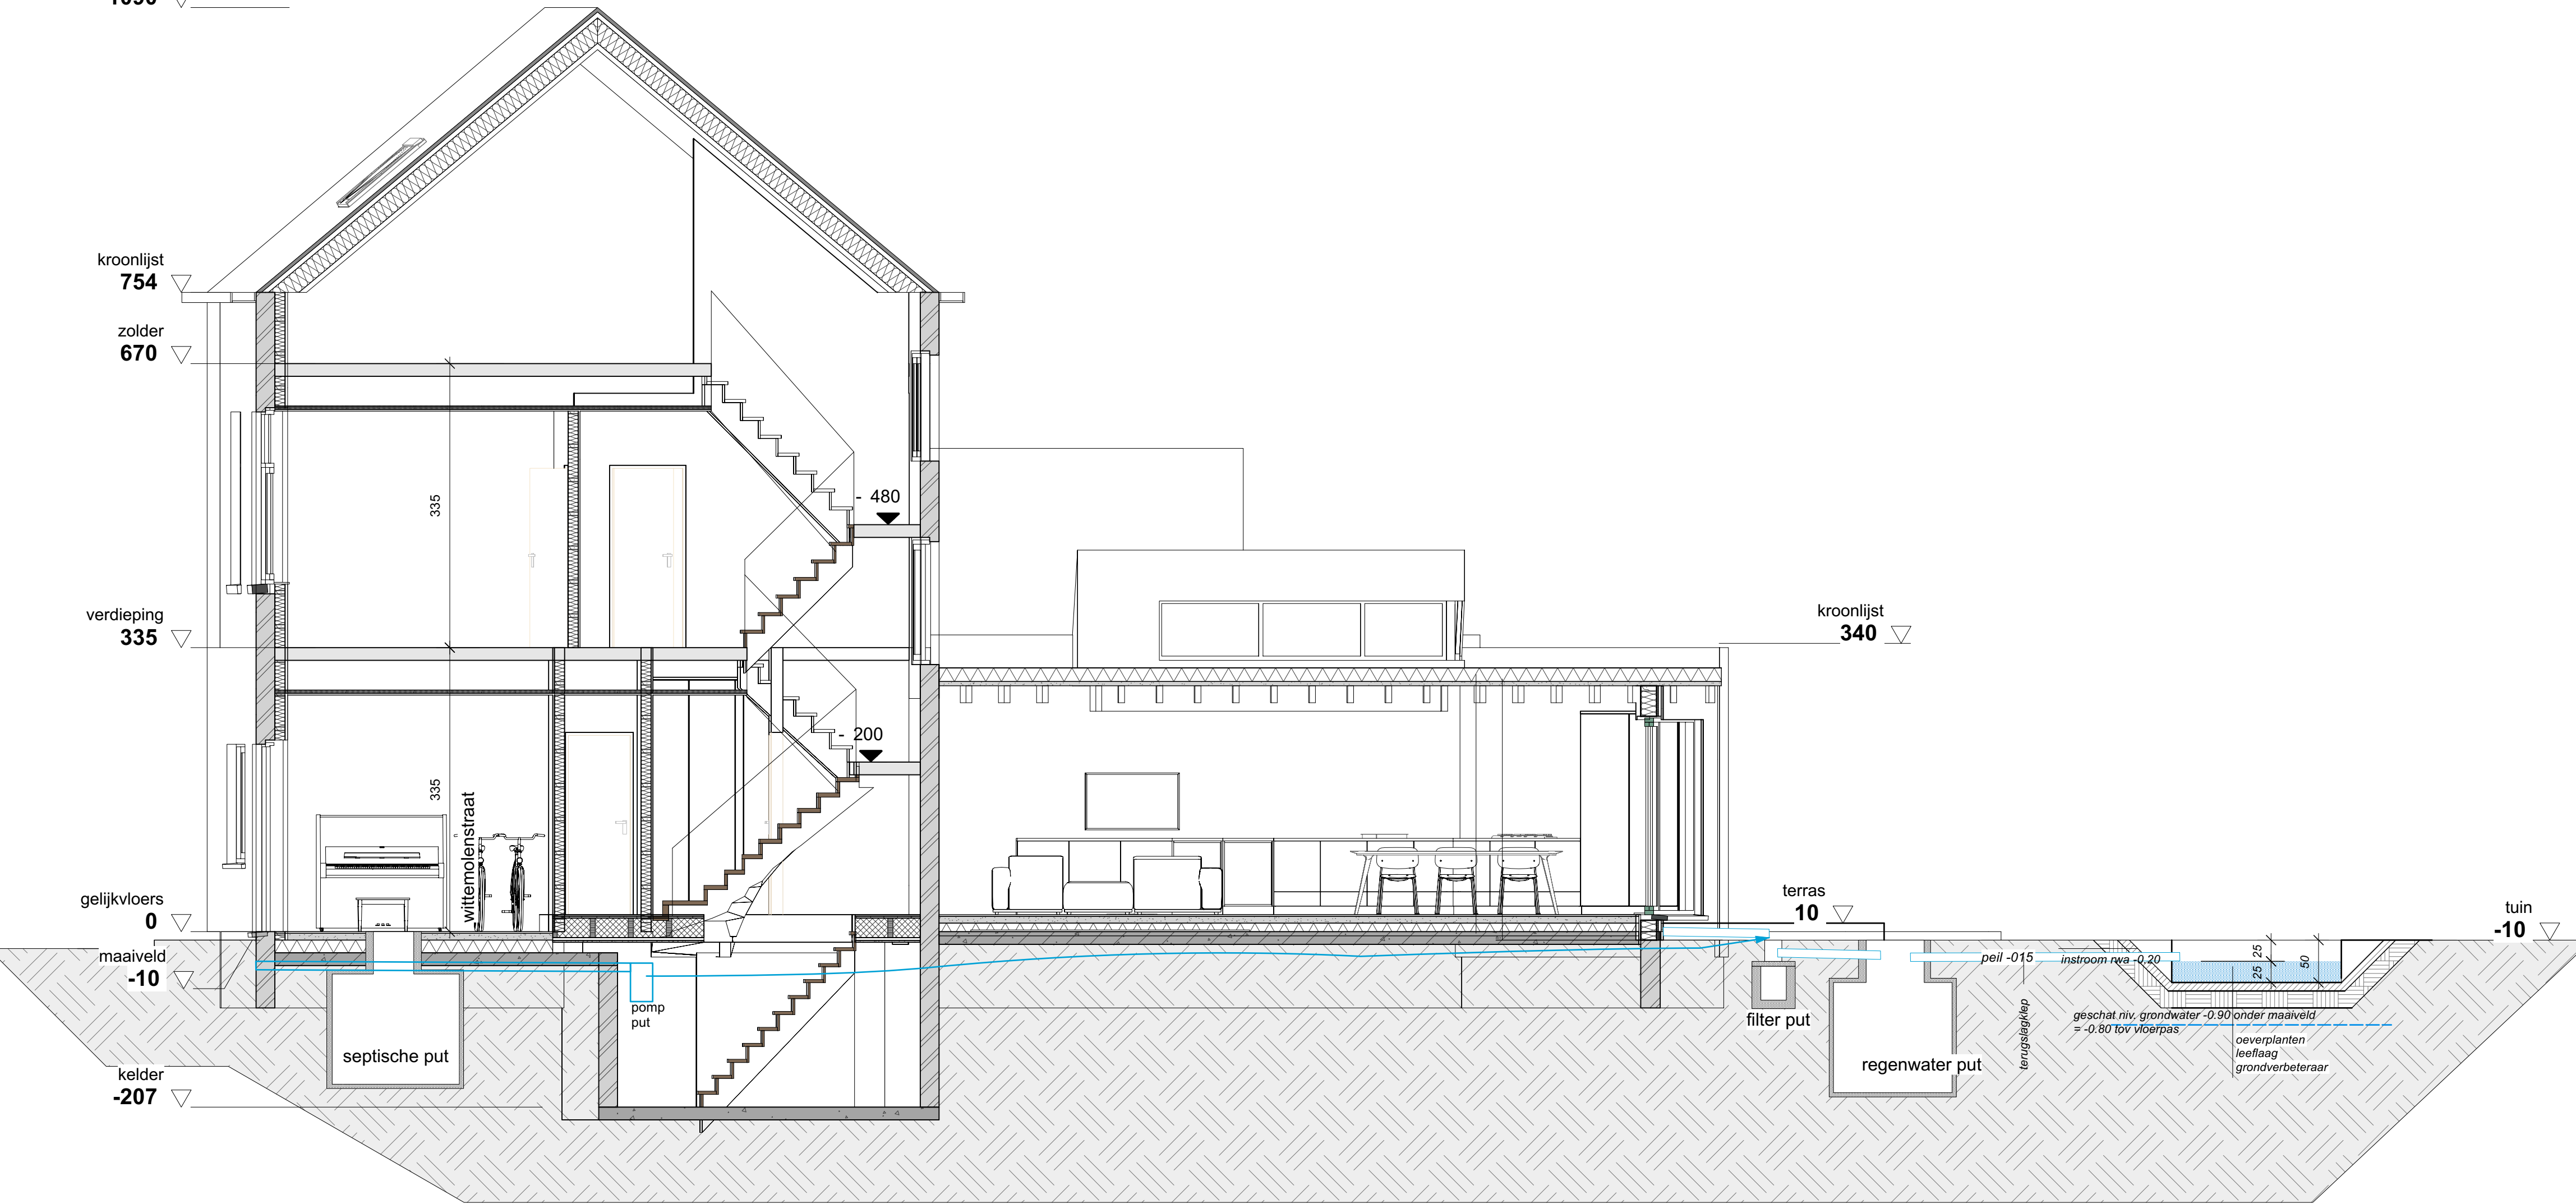 kroonlijst
754
zolder
670
335
- 480
verdieping
335
kroonlijst
340
- 200
335
wittemolenstraat
gelijkvloers
0
maaiveld
-10
terras
10
tuin
-10
peil -015
instroom rwa -0.20
25
25
50
pomp
put
filter put
septische put
regenwater put
terugslagklep
geschat niv. grondwater -0.90 onder maaiveld
= -0.80 tov vloerpas
oeverplanten
leeflaag
grondverbeteraar
kelder
-207